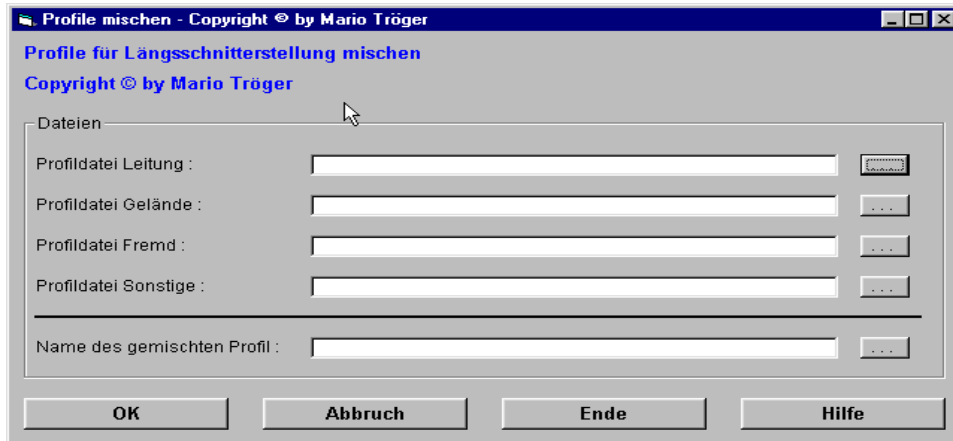 Profile mischen - Copyright © by Mario Tröger
Profile für Längsschnitterstellung mischen
Copyright © by Mario Tröger
Dateien
Profildatei Leitung :
...
Profildatei Gelände :
...
Profildatei Fremd :
...
Profildatei Sonstige :
...
Name des gemischten Profil :
...
OK Abbruch Ende Hilfe